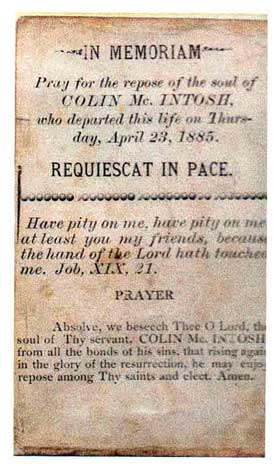 IN MEMORIAM
Pray for the repose of the soul of
COLIN Mc. INTOSH,
who departed this life on Thurs-
day, April 23, 1885.
REQUIESCAT IN PACE.
Have pity on me, have pity on me
at least you my friends, because
the hand of the Lord hath touched
me. Job, XIX, 21.
PRAYER
Absolve, we beseech Thee O Lord, the
soul of Thy servant, COLIN Mc. INTOSH
from all the bonds of his sins, that rising again
in the glory of the resurrection, he may enjoy
repose among Thy saints and elect. Amen.